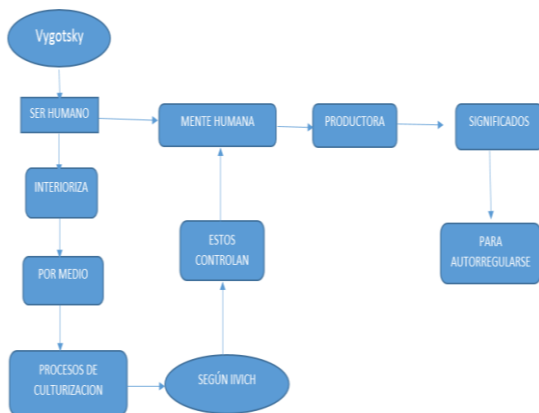 Vygotsky
SER HUMANO
MENTE HUMANA
PRODUCTORA
SIGNIFICADOS
INTERIORIZA
ESTOS
CONTROLAN
PARA
AUTORREGULARSE
POR MEDIO
PROCESOS DE
CULTURIZACION
SEGÚN IIVICH